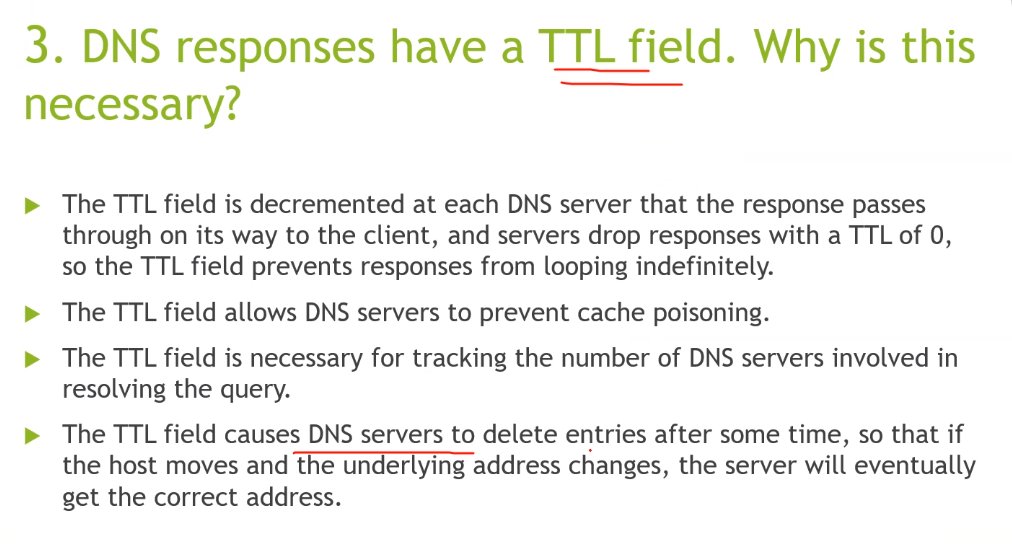 3. DNS responses have a TTL field. Why is this
necessary?
The TTL field is decremented at each DNS server that the response passes
through on its way to the client, and servers drop responses with a TTL of 0,
so the TTL field prevents responses from looping indefinitely.
The TTL field allows DNS servers to prevent cache poisoning.
The TTL field is necessary for tracking the number of DNS servers involved in
resolving the query.
The TTL field causes DNS servers to delete entries after some time, so that if
the host moves and the underlying address changes, the server will eventually
get the correct address.